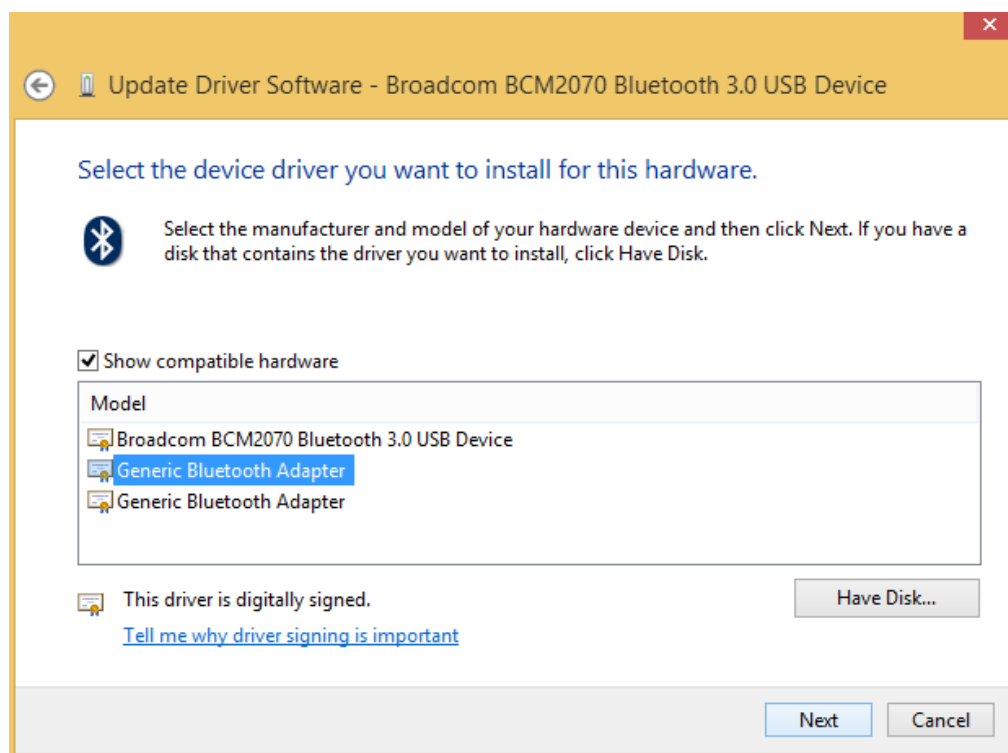 Update Driver Software - Broadcom BCM2070 Bluetooth 3.0 USB Device
Select the device driver you want to install for this hardware.
Select the manufacturer and model of your hardware device and then click Next. If you have a
disk that contains the driver you want to install, click Have Disk.
Show compatible hardware
Model
Broadcom BCM2070 Bluetooth 3.0 USB Device
Generic Bluetooth Adapter
Generic Bluetooth Adapter
This driver is digitally signed.
Have Disk...
Tell me why driver signing is important
Next
Cancel